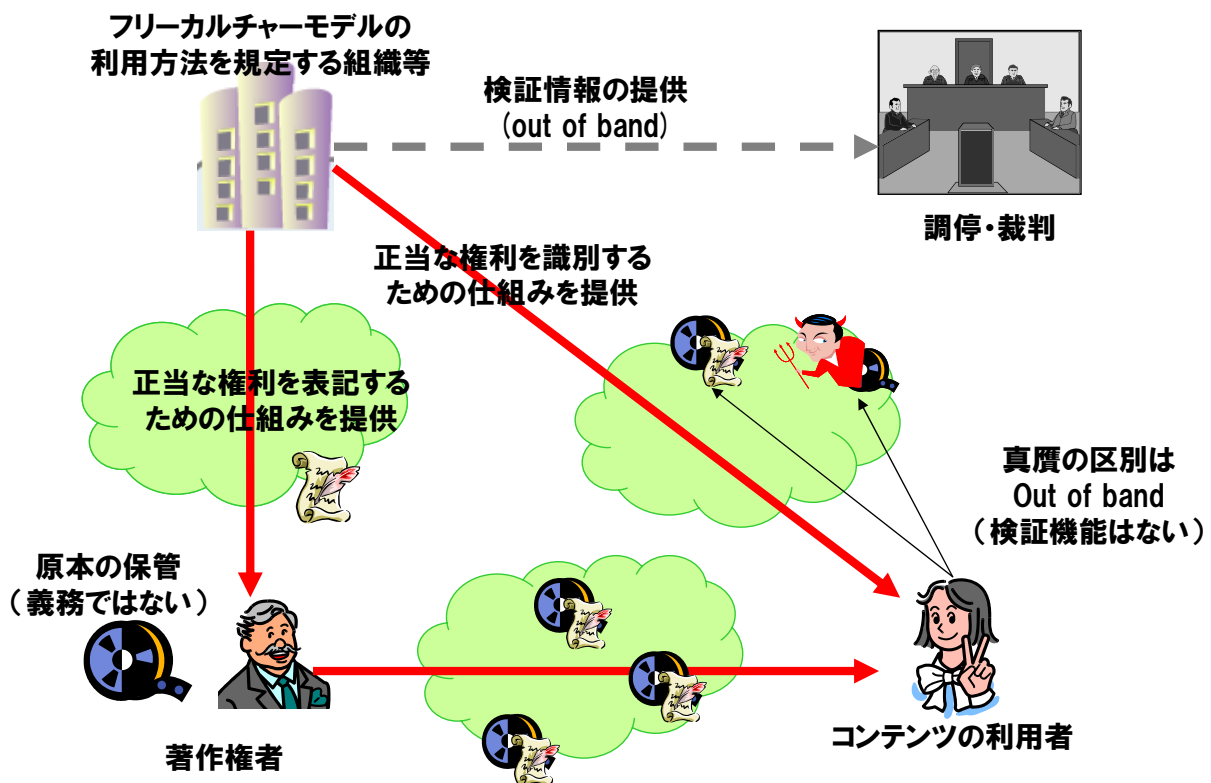 フリーカルチャーモデルの
利用方法を規定する組織等
検証情報の提供
(out of band)
調停・裁判
正当な権利を識別する
ための仕組みを提供
正当な権利を表記する
ための仕組みを提供
真贋の区別は
Out of band
（検証機能はない）
原本の保管
（義務ではない）
著作権者
コンテンツの利用者